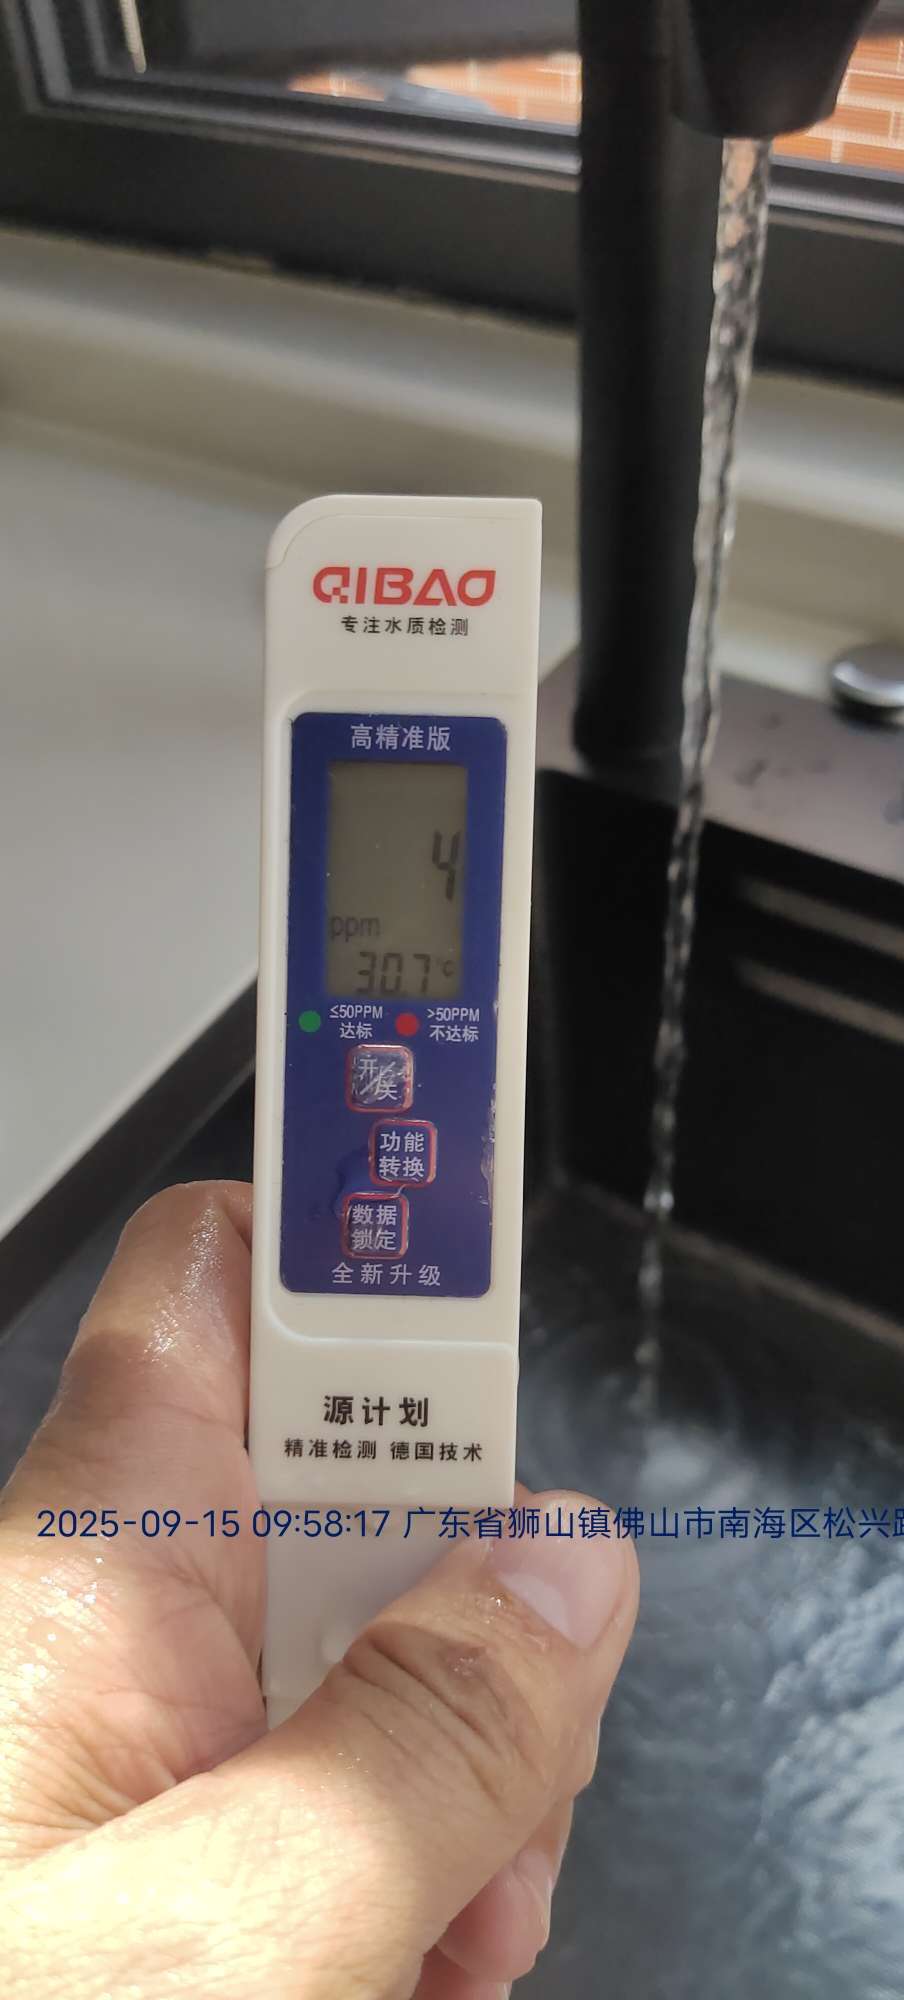 QIBAO
专注水质检测
高精准版
4
ppm
30.7°C
≤50PPM 达标
>50PPM 不达标
开/关
功能转换
数据锁定
全新升级
源计划
精准检测 德国技术
2025-09-15 09:58:17 广东省狮山镇佛山市南海区松兴路